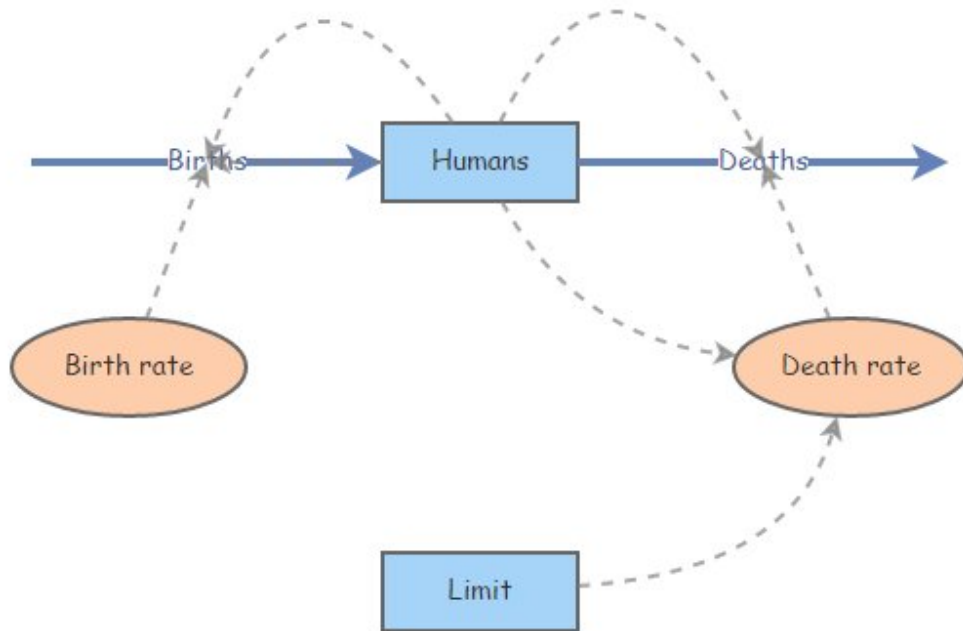 Births
Humans
Deaths
Birth rate
Death rate
Limit